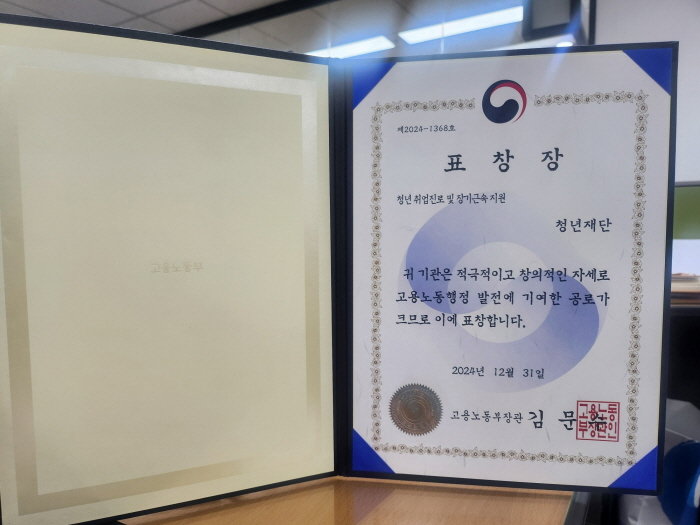 고용노동부
제2024-1368호
표 창 장
청년 취업진로 및 장기근속 지원
청년재단
귀 기관은 적극적이고 창의적인 자세로
고용노동행정 발전에 기여한 공로가
크므로 이에 표창합니다.
2024년 12월 31일
고용노동부장관 김 문 수